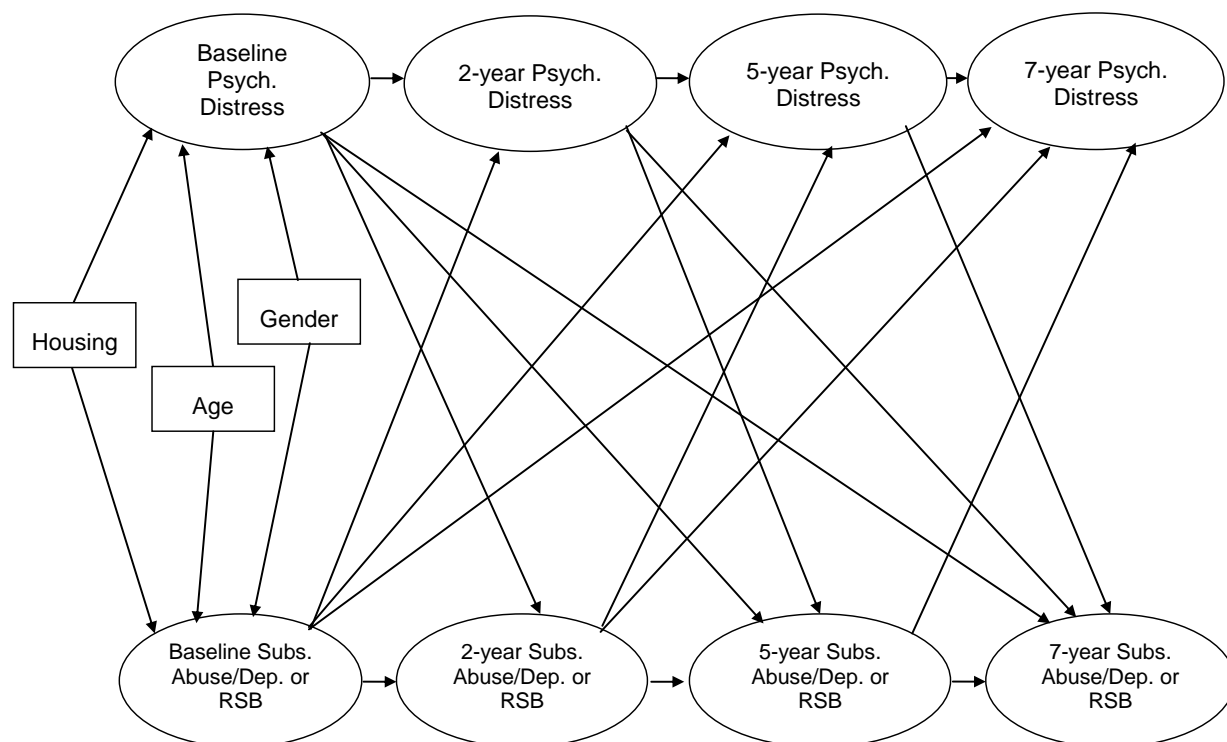 Baseline
Psych.
Distress
2-year Psych.
Distress
5-year Psych.
Distress
7-year Psych.
Distress
Housing
Age
Gender
Baseline Subs.
Abuse/Dep. or
RSB
2-year Subs.
Abuse/Dep. or
RSB
5-year Subs.
Abuse/Dep. or
RSB
7-year Subs.
Abuse/Dep. or
RSB